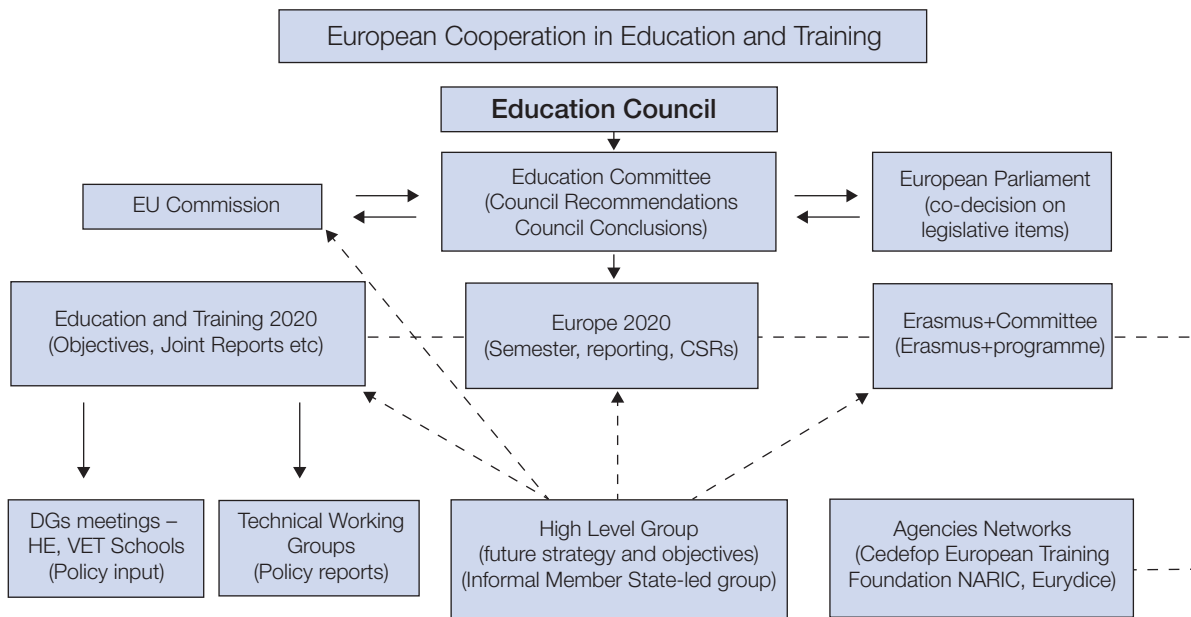 European Cooperation in Education and Training
Education Council
Education Committee
(Council Recommendations
Council Conclusions)
EU Commission
European Parliament
(co-decision on
legislative items)
Education and Training 2020
(Objectives, Joint Reports etc)
Europe 2020
(Semester, reporting, CSRs)
Erasmus+Committee
(Erasmus+programme)
DGs meetings –
HE, VET Schools
(Policy input)
Technical Working
Groups
(Policy reports)
High Level Group
(future strategy and objectives)
(Informal Member State-led group)
Agencies Networks
(Cedefop European Training
Foundation NARIC, Eurydice)